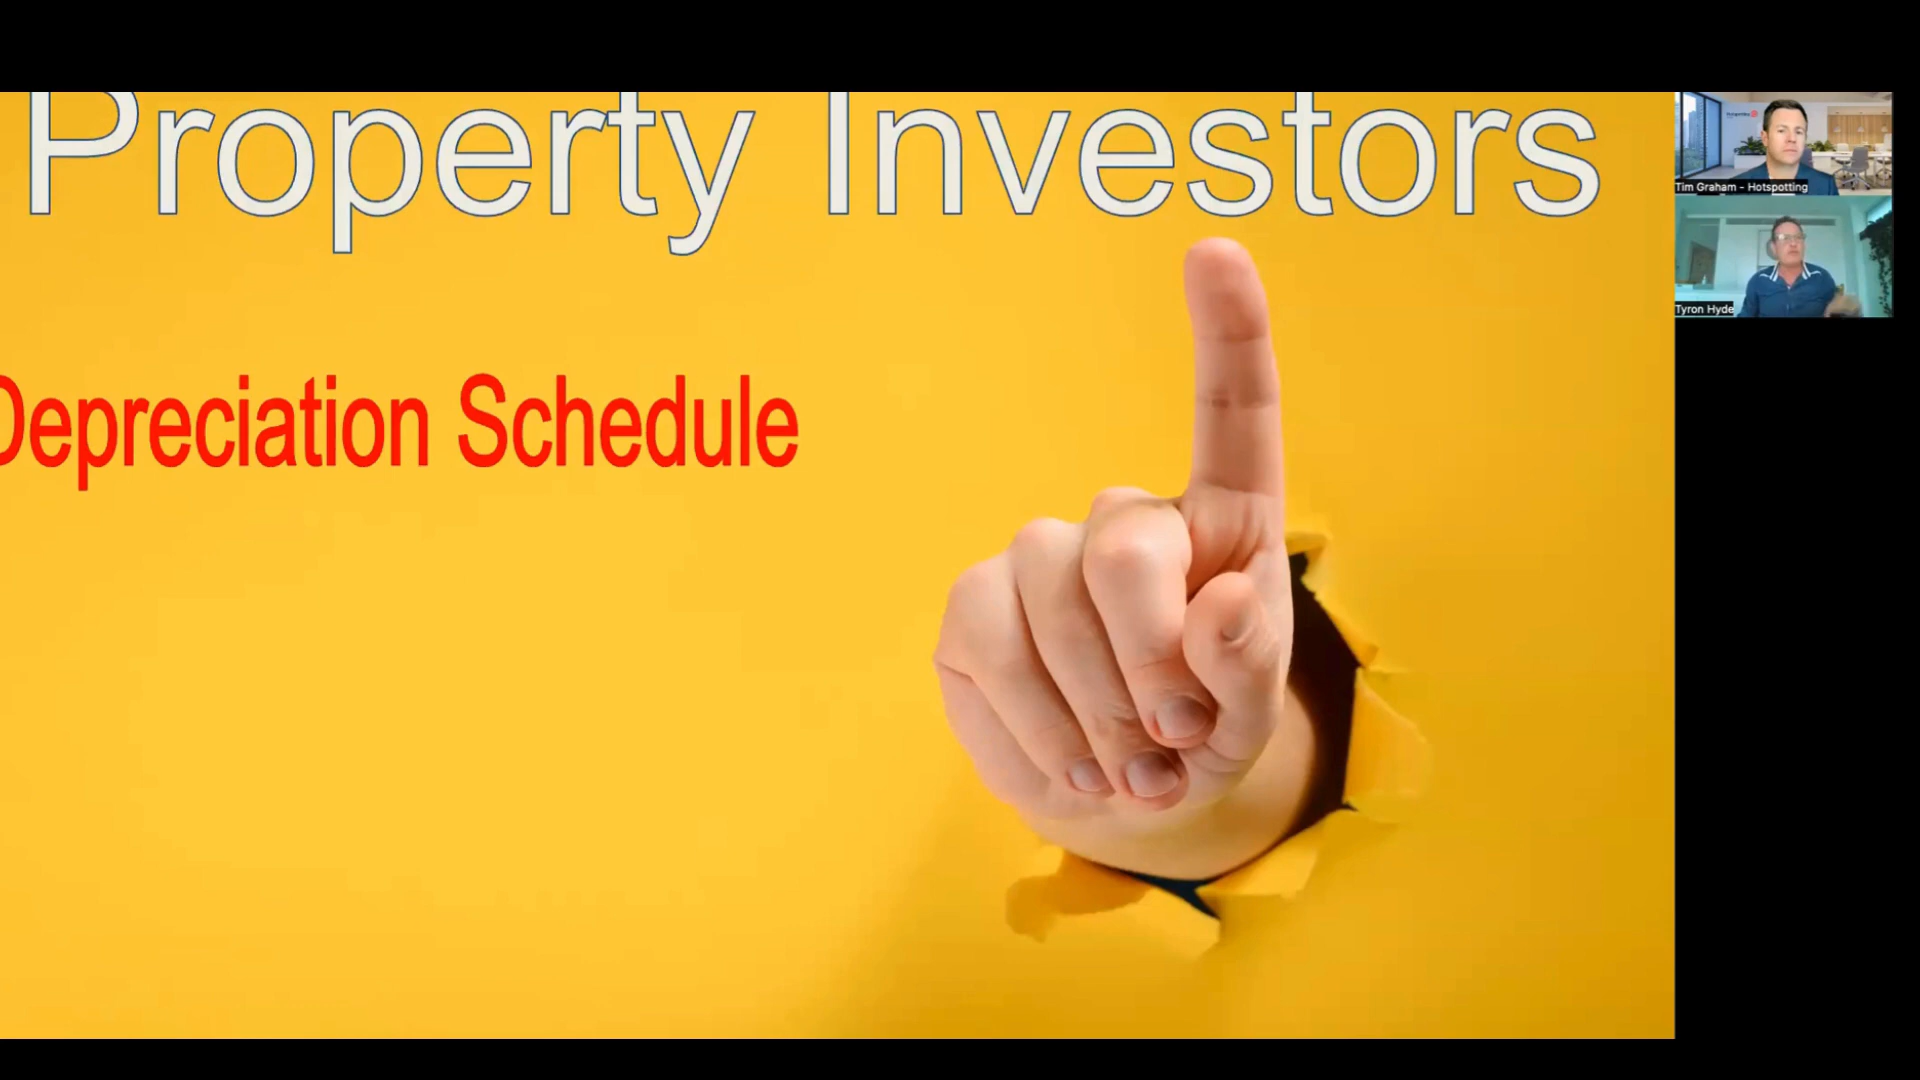 Property Investors
Depreciation Schedule
Tim Graham - Hotspotting
Tyron Hyde